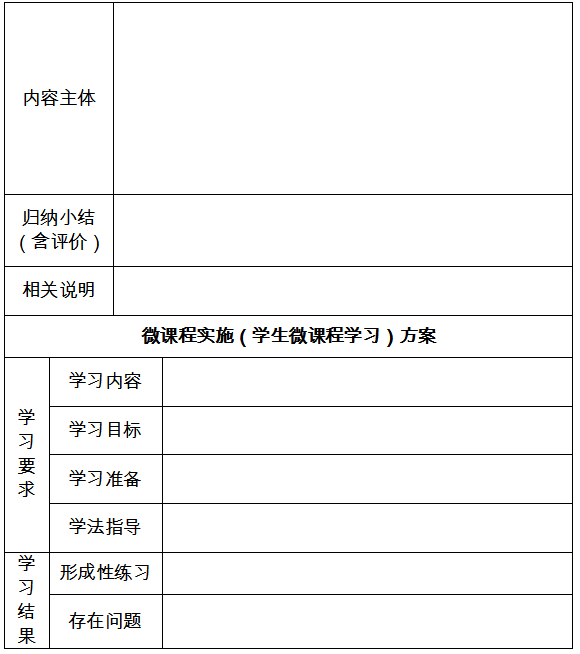 内容主体
归纳小结
（含评价）
相关说明
微课程实施（学生微课程学习）方案
学习要求
学习内容
学习目标
学习准备
学法指导
学习结果
形成性练习
存在问题